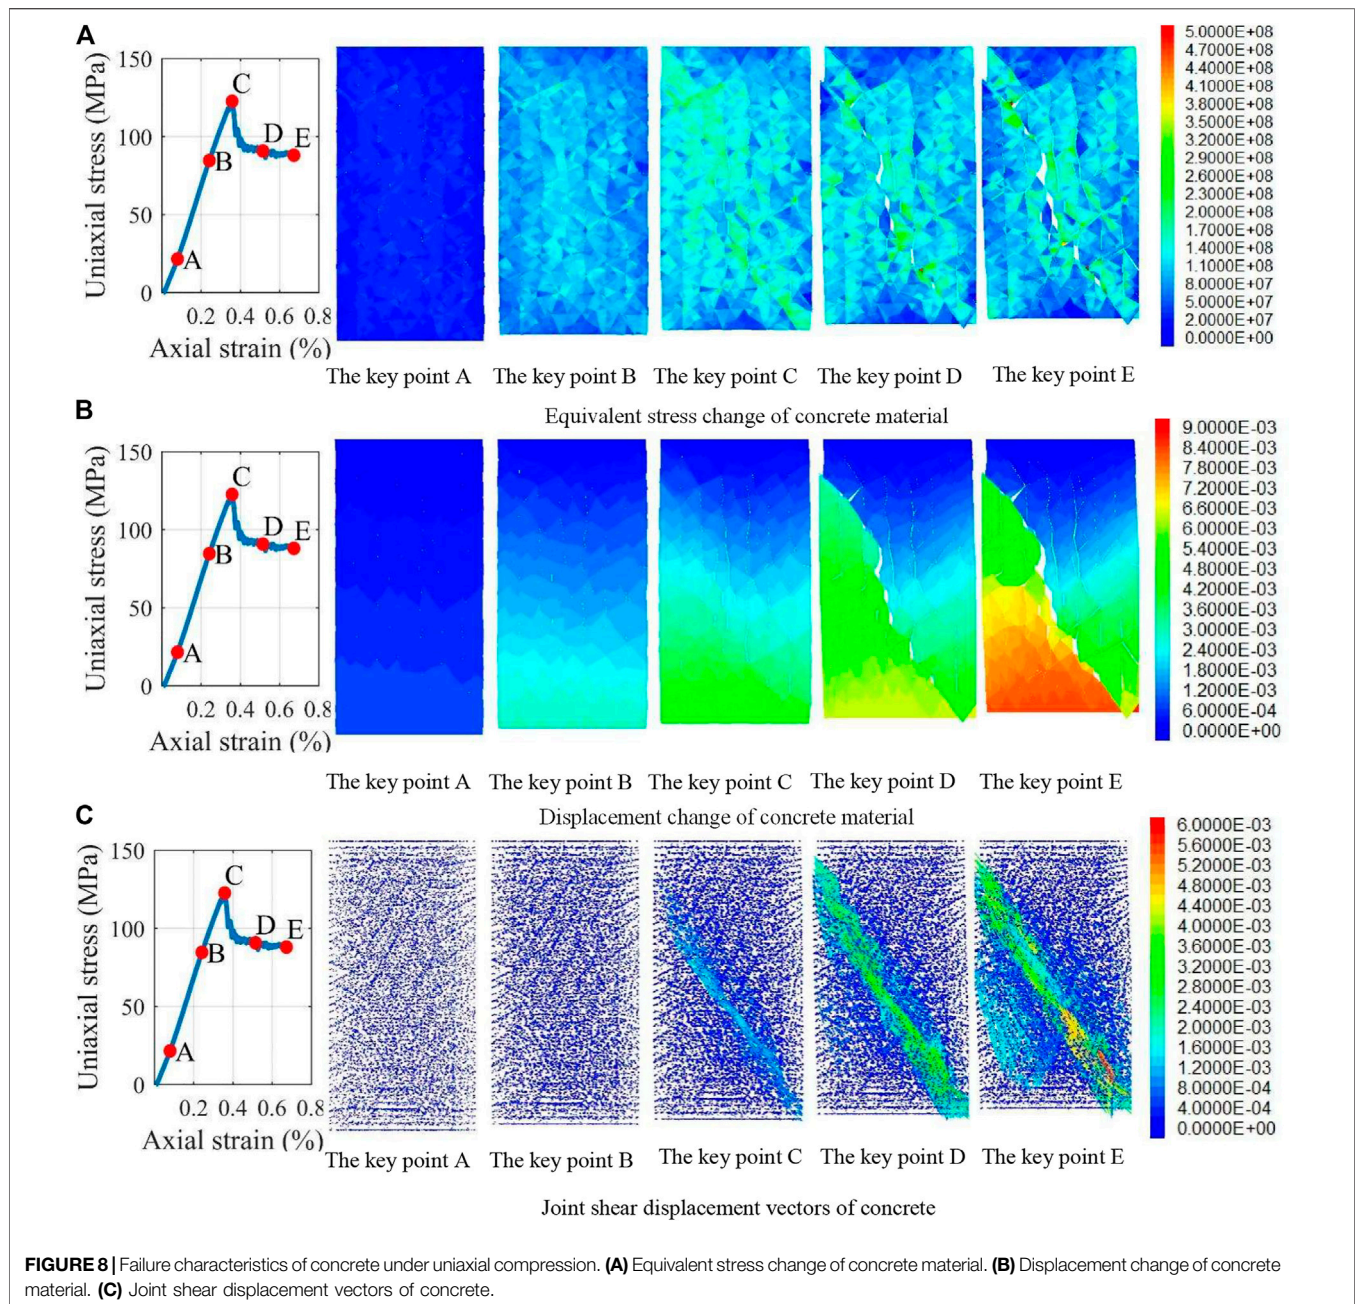 A
Uniaxial stress (MPa)
150
100
50
0
0.2 0.4 0.6 0.8
Axial strain (%)
A
B
C
D
E
The key point A
The key point B
The key point C
The key point D
The key point E
5.0000E+08
4.7000E+08
4.4000E+08
4.1000E+08
3.8000E+08
3.5000E+08
3.2000E+08
2.9000E+08
2.6000E+08
2.3000E+08
2.0000E+08
1.7000E+08
1.4000E+08
1.1000E+08
8.0000E+07
5.0000E+07
2.0000E+07
0.0000E+00
Equivalent stress change of concrete material
B
Uniaxial stress (MPa)
150
100
50
0
0.2 0.4 0.6 0.8
Axial strain (%)
A
B
C
D
E
The key point A
The key point B
The key point C
The key point D
The key point E
9.0000E-03
8.4000E-03
7.8000E-03
7.2000E-03
6.6000E-03
6.0000E-03
5.4000E-03
4.8000E-03
4.2000E-03
3.6000E-03
3.0000E-03
2.4000E-03
1.8000E-03
1.2000E-03
6.0000E-04
0.0000E+00
Displacement change of concrete material
C
Uniaxial stress (MPa)
150
100
50
0
0.2 0.4 0.6 0.8
Axial strain (%)
A
B
C
D
E
The key point A
The key point B
The key point C
The key point D
The key point E
6.0000E-03
5.6000E-03
5.2000E-03
4.8000E-03
4.4000E-03
4.0000E-03
3.6000E-03
3.2000E-03
2.8000E-03
2.4000E-03
2.0000E-03
1.6000E-03
1.2000E-03
8.0000E-04
4.0000E-04
0.0000E+00
Joint shear displacement vectors of concrete
FIGURE 8 | Failure characteristics of concrete under uniaxial compression. (A) Equivalent stress change of concrete material. (B) Displacement change of concrete
material. (C) Joint shear displacement vectors of concrete.